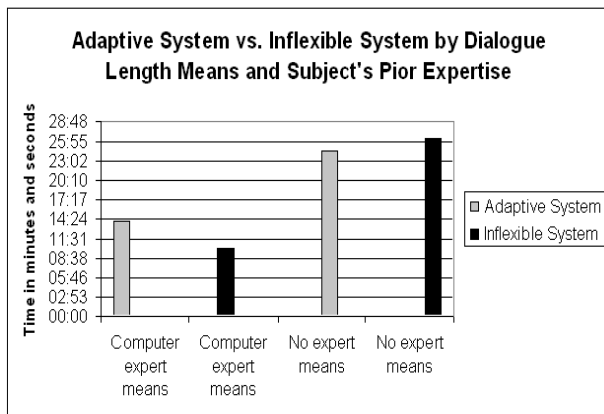 Adaptive System vs. Inflexible System by Dialogue
Length Means and Subject's Pior Expertise
Time in minutes and seconds
28:48
25:55
23:02
20:10
17:17
14:24
11:31
08:38
05:46
02:53
00:00
Computer
expert
means
Computer
expert
means
No expert
means
No expert
means
Adaptive System
Inflexible System